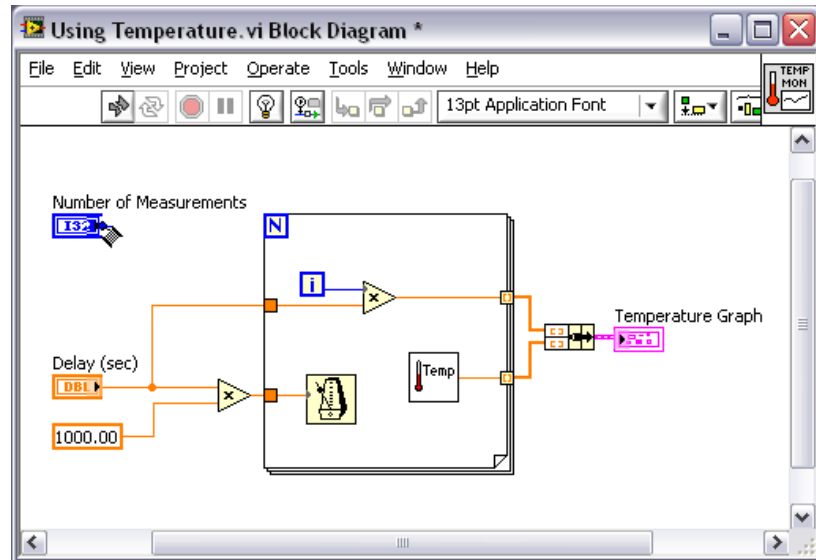 Using Temperature.vi Block Diagram *
File Edit View Project Operate Tools Window Help
TEMP
MON
13pt Application Font
Number of Measurements
I32
N
i
x
Temperature Graph
Delay (sec)
DBL
Temp
x
1000.00